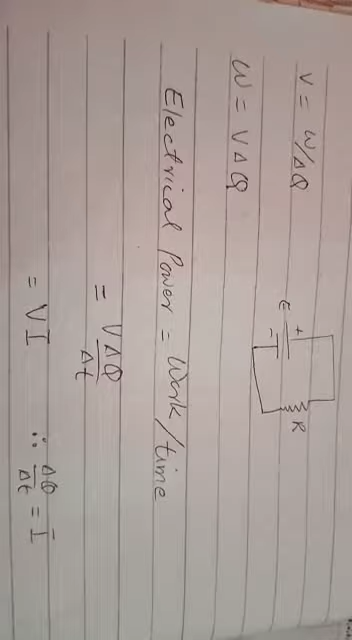 V = W/ΔQ
E + - R
W = VΔQ
Electrical Power = Work/time
= VΔQ/Δt
= VI ∴ ΔQ/Δt = I